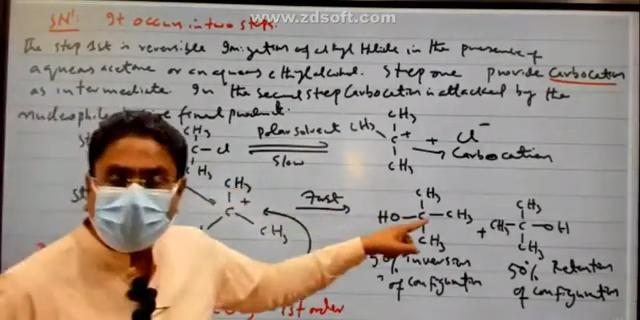 www.zdsoft.com
SN1 It occurs in two steps.
The step 1st is reversible Ionization of alkyl Halide in the presence of
aqueous acetone or an aqueous ethyl alcohol. Step one provide Carbocation
as intermediate In the second step Carbocation is attacked by the
nucleophile to final product.
CH3
C - Cl
Polar solvent
Slow
CH3
CH3
C+
CH3
+ Cl-
Carbocation
CH3
C+
CH3
Fast
CH3
HO-C-CH3
CH3
+
CH3
CH3-C-OH
CH3
50% inversion
of configuration
50% Retention
of configuration
1st order